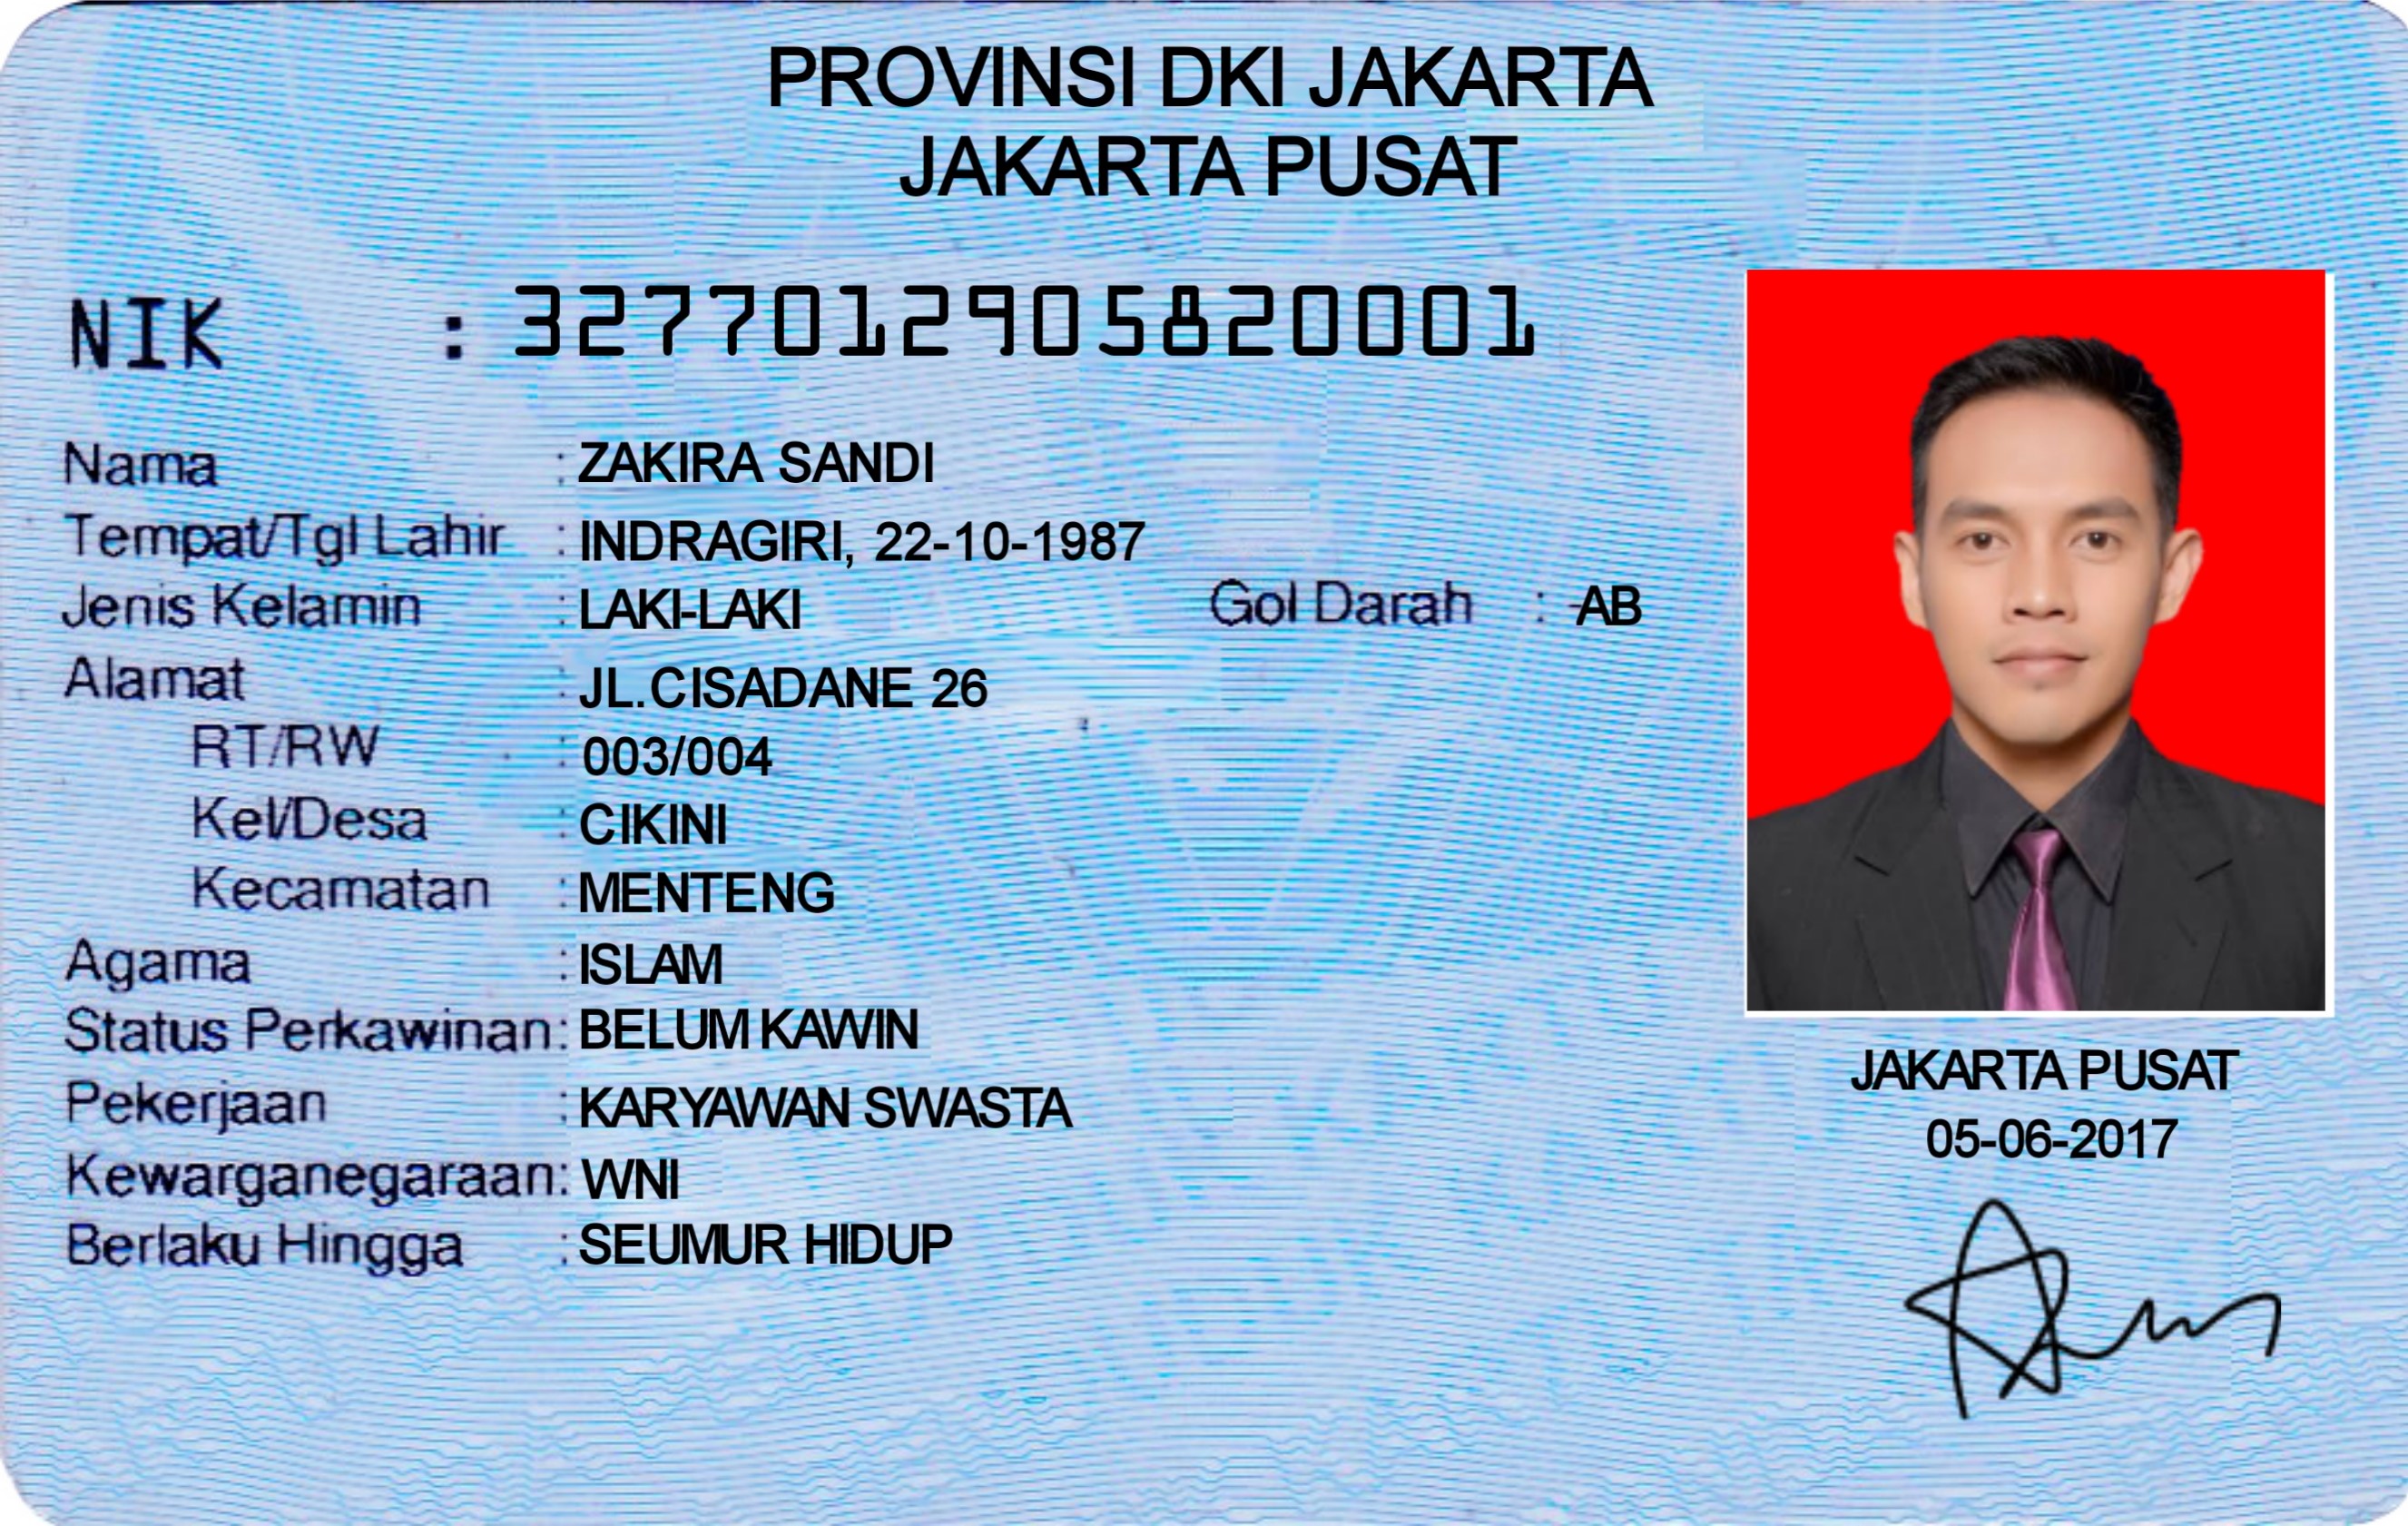 PROVINSI DKI JAKARTA
JAKARTA PUSAT
NIK : 3277012905820001
Nama : ZAKIRA SANDI
Tempat/Tgl Lahir : INDRAGIRI, 22-10-1987
Jenis Kelamin : LAKI-LAKI Gol Darah : -AB
Alamat : JL.CISADANE 26
RT/RW : 003/004
Kel/Desa : CIKINI
Kecamatan : MENTENG
Agama : ISLAM
Status Perkawinan: BELUM KAWIN
Pekerjaan : KARYAWAN SWASTA
Kewarganegaraan: WNI
Berlaku Hingga : SEUMUR HIDUP
JAKARTA PUSAT
05-06-2017